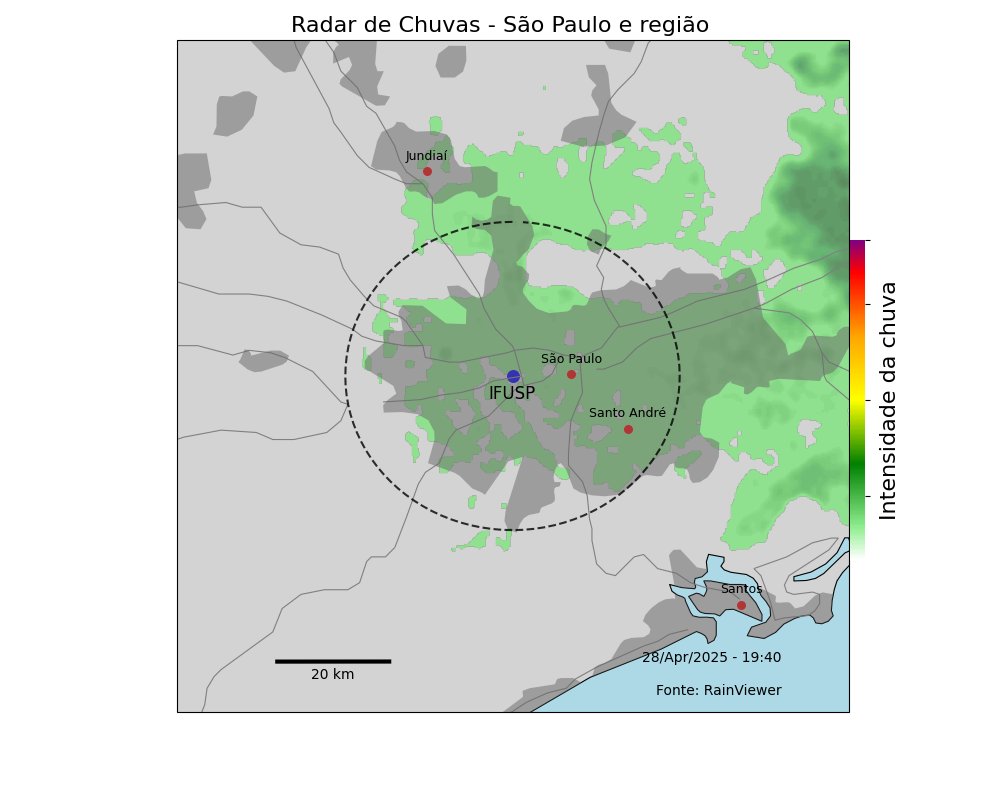 Radar de Chuvas - São Paulo e região
Jundiaí
São Paulo
IFUSP
Santo André
Intensidade da chuva
Santos
28/Apr/2025 - 19:40
20 km
Fonte: RainViewer